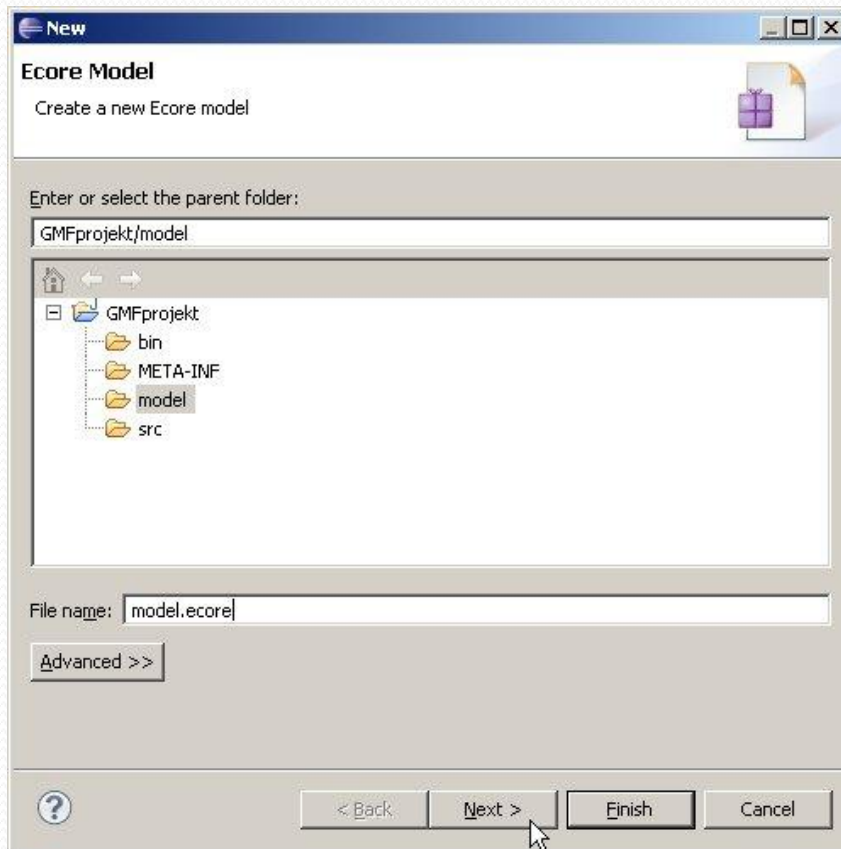 New
Ecore Model
Create a new Ecore model
Enter or select the parent folder:
GMFprojekt/model
GMFprojekt
bin
META-INF
model
src
File name: model.ecore
Advanced >>
< Back Next > Finish Cancel